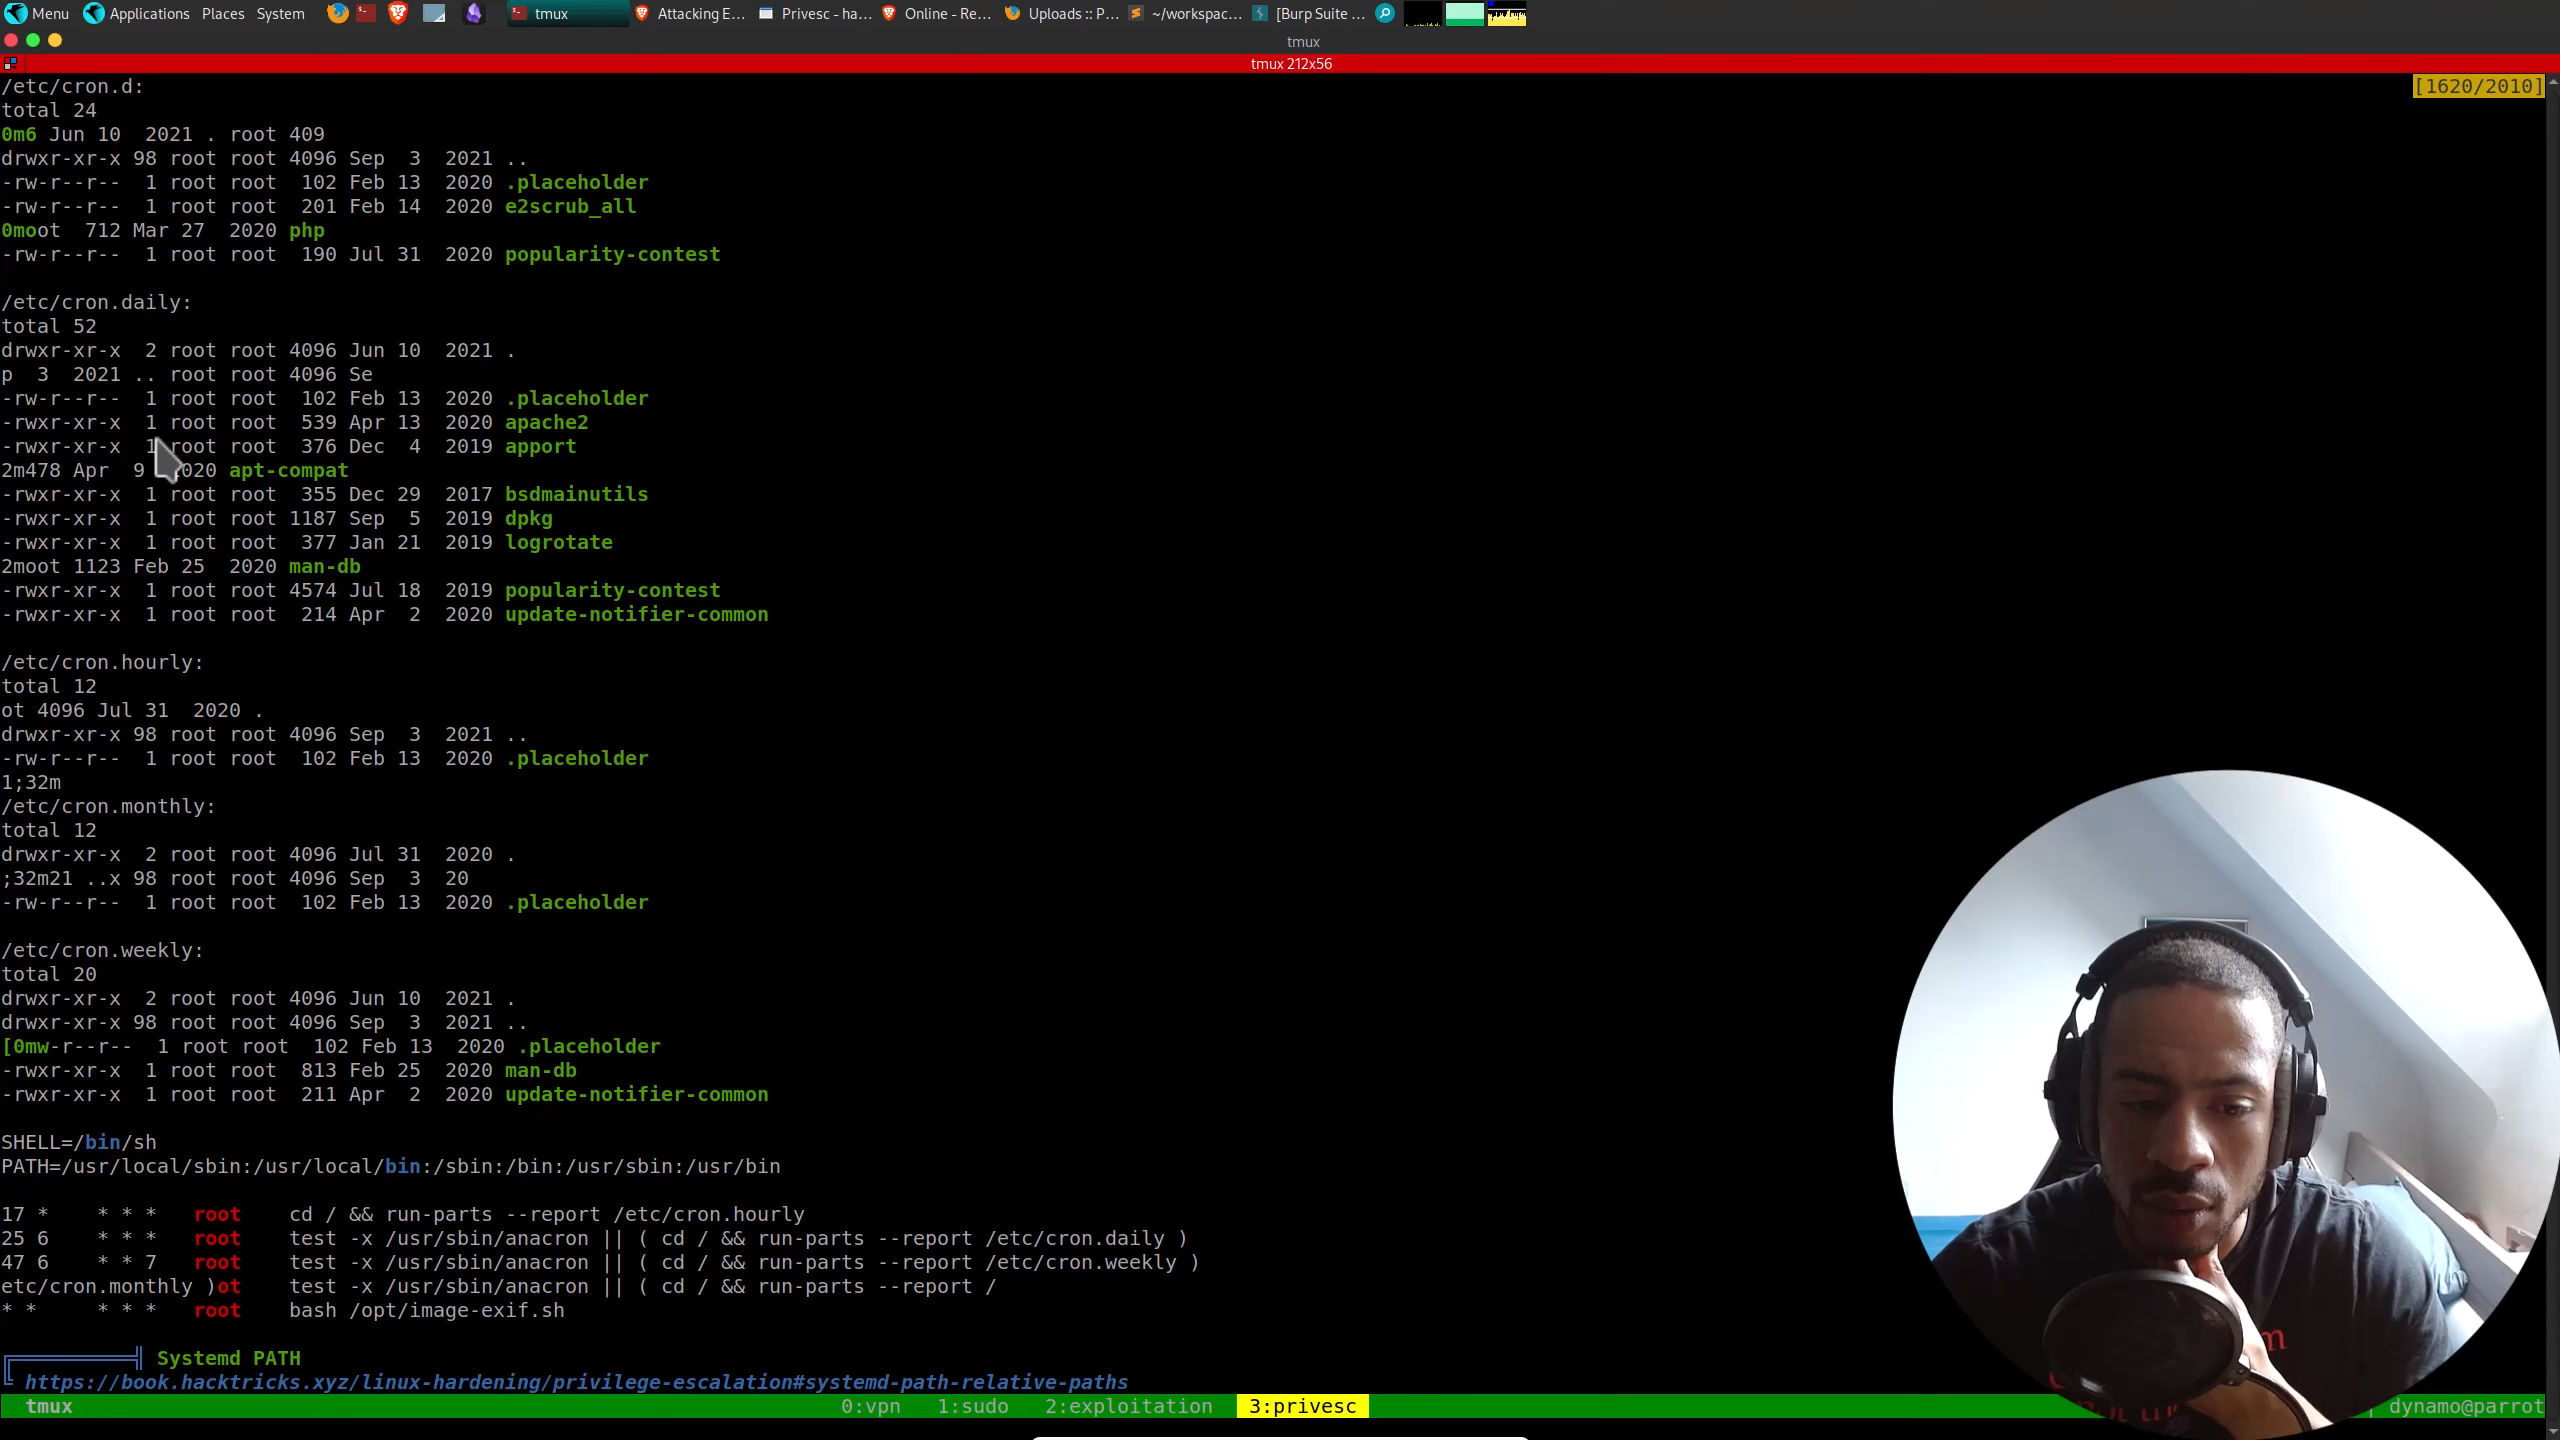 Menu Applications Places System tmux Attacking E... Privesc - ha... Online - Re... Uploads :: P... ~/workspac... [Burp Suite ...
tmux
tmux 212x56
/etc/cron.d: [1620/2010]
total 24
0m6 Jun 10  2021 . root 409
drwxr-xr-x 98 root root 4096 Sep  3  2021 ..
-rw-r--r--  1 root root  102 Feb 13  2020 .placeholder
-rw-r--r--  1 root root  201 Feb 14  2020 e2scrub_all
0moot  712 Mar 27  2020 php
-rw-r--r--  1 root root  190 Jul 31  2020 popularity-contest
/etc/cron.daily:
total 52
drwxr-xr-x  2 root root 4096 Jun 10  2021 .
p  3  2021 .. root root 4096 Se
-rw-r--r--  1 root root  102 Feb 13  2020 .placeholder
-rwxr-xr-x  1 root root  539 Apr 13  2020 apache2
-rwxr-xr-x  1 root root  376 Dec  4  2019 apport
2m478 Apr  9  2020 apt-compat
-rwxr-xr-x  1 root root  355 Dec 29  2017 bsdmainutils
-rwxr-xr-x  1 root root 1187 Sep  5  2019 dpkg
-rwxr-xr-x  1 root root  377 Jan 21  2019 logrotate
2moot 1123 Feb 25  2020 man-db
-rwxr-xr-x  1 root root 4574 Jul 18  2019 popularity-contest
-rwxr-xr-x  1 root root  214 Apr  2  2020 update-notifier-common
/etc/cron.hourly:
total 12
ot 4096 Jul 31  2020 .
drwxr-xr-x 98 root root 4096 Sep  3  2021 ..
-rw-r--r--  1 root root  102 Feb 13  2020 .placeholder
1;32m
/etc/cron.monthly:
total 12
drwxr-xr-x  2 root root 4096 Jul 31  2020 .
;32m21 ..x 98 root root 4096 Sep  3  20
-rw-r--r--  1 root root  102 Feb 13  2020 .placeholder
/etc/cron.weekly:
total 20
drwxr-xr-x  2 root root 4096 Jun 10  2021 .
drwxr-xr-x 98 root root 4096 Sep  3  2021 ..
[0mw-r--r--  1 root root  102 Feb 13  2020 .placeholder
-rwxr-xr-x  1 root root  813 Feb 25  2020 man-db
-rwxr-xr-x  1 root root  211 Apr  2  2020 update-notifier-common
SHELL=/bin/sh
PATH=/usr/local/sbin:/usr/local/bin:/sbin:/bin:/usr/sbin:/usr/bin
17 *    * * *   root    cd / && run-parts --report /etc/cron.hourly
25 6    * * *   root    test -x /usr/sbin/anacron || ( cd / && run-parts --report /etc/cron.daily )
47 6    * * 7   root    test -x /usr/sbin/anacron || ( cd / && run-parts --report /etc/cron.weekly )
etc/cron.monthly )ot    test -x /usr/sbin/anacron || ( cd / && run-parts --report /
* *     * * *   root    bash /opt/image-exif.sh
Systemd PATH
https://book.hacktricks.xyz/linux-hardening/privilege-escalation#systemd-path-relative-paths
tmux 0:vpn 1:sudo 2:exploitation 3:privesc dynamo@parrot